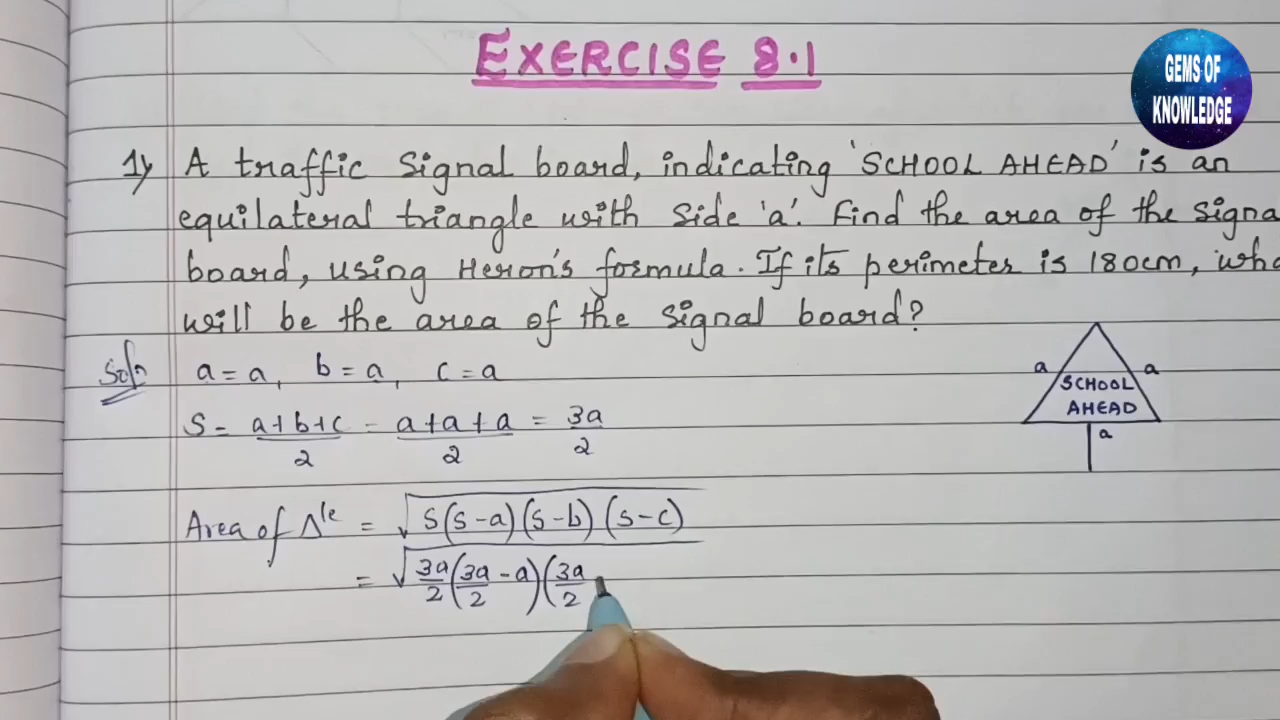 EXERCISE 8.1
GEMS OF
KNOWLEDGE
1) A traffic signal board, indicating 'SCHOOL AHEAD' is an
equilateral triangle with side 'a'. Find the area of the signa
board, using Heron's formula. If its perimeter is 180cm, wha
will be the area of the signal board?
Soln a = a, b = a, c = a
S = a+b+c/2 = a+a+a/2 = 3a/2
a a
SCHOOL
AHEAD
a
Area of Δle = √S(S-a)(S-b)(S-c)
= √3a/2(3a/2 - a)(3a/2